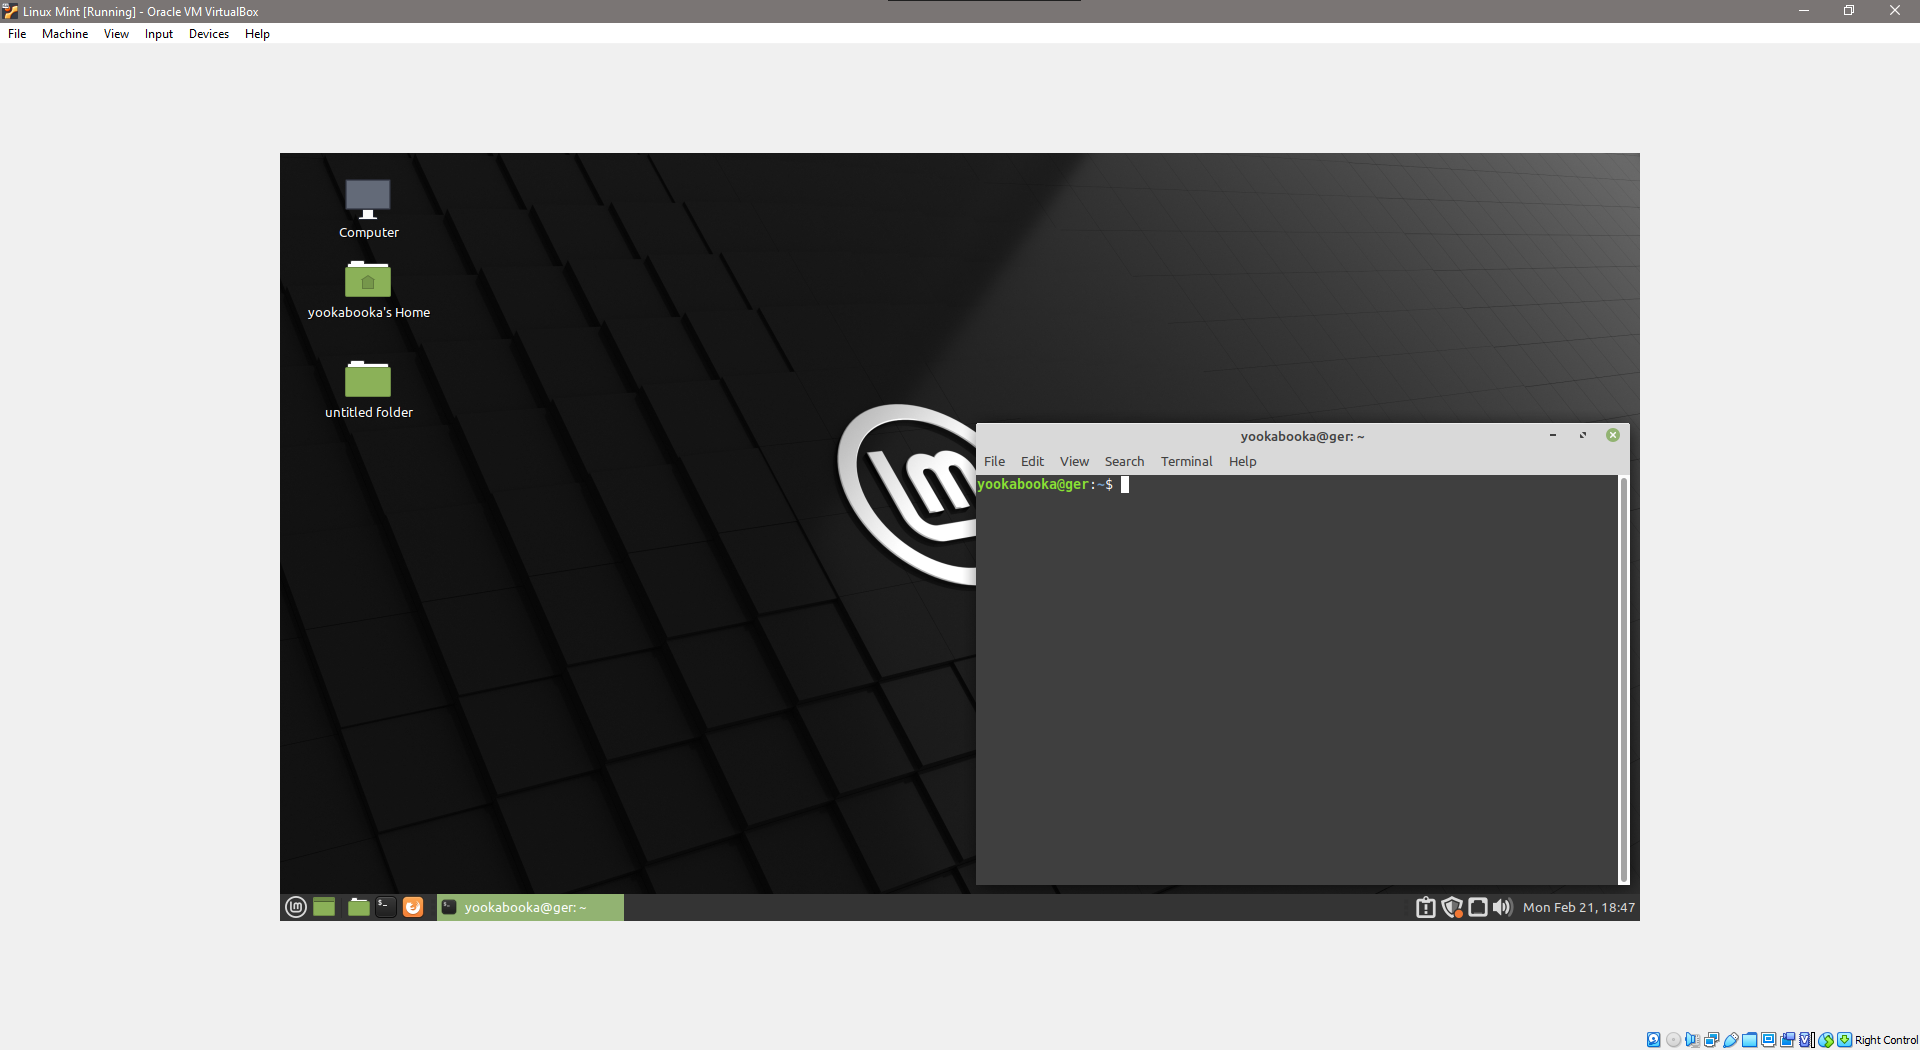 Linux Mint [Running] - Oracle VM VirtualBox
File Machine View Input Devices Help
Computer
yookabooka's Home
untitled folder
lm
yookabooka@ger: ~
File Edit View Search Terminal Help
yookabooka@ger:~$
$_ yookabooka@ger: ~ Mon Feb 21, 18:47
Right Control